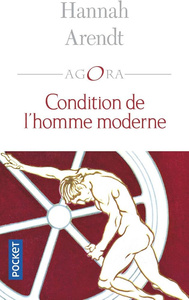 Hannah
Arendt
AGORA
Condition de
l'homme moderne
POCKET